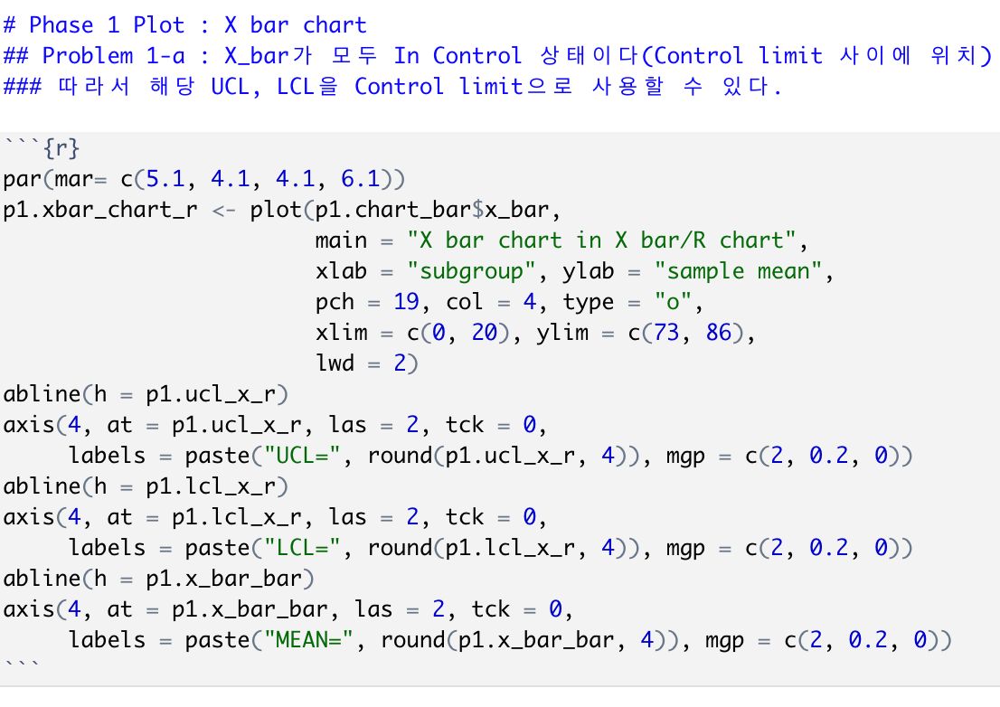 # Phase 1 Plot : X bar chart
## Problem 1-a : X_bar가 모두 In Control 상태이다(Control limit 사이에 위치)
### 따라서 해당 UCL, LCL을 Control limit으로 사용할 수 있다.
```{r}
par(mar= c(5.1, 4.1, 4.1, 6.1))
p1.xbar_chart_r <- plot(p1.chart_bar$x_bar,
                        main = "X bar chart in X bar/R chart",
                        xlab = "subgroup", ylab = "sample mean",
                        pch = 19, col = 4, type = "o",
                        xlim = c(0, 20), ylim = c(73, 86),
                        lwd = 2)
abline(h = p1.ucl_x_r)
axis(4, at = p1.ucl_x_r, las = 2, tck = 0,
     labels = paste("UCL=", round(p1.ucl_x_r, 4)), mgp = c(2, 0.2, 0))
abline(h = p1.lcl_x_r)
axis(4, at = p1.lcl_x_r, las = 2, tck = 0,
     labels = paste("LCL=", round(p1.lcl_x_r, 4)), mgp = c(2, 0.2, 0))
abline(h = p1.x_bar_bar)
axis(4, at = p1.x_bar_bar, las = 2, tck = 0,
     labels = paste("MEAN=", round(p1.x_bar_bar, 4)), mgp = c(2, 0.2, 0))
```